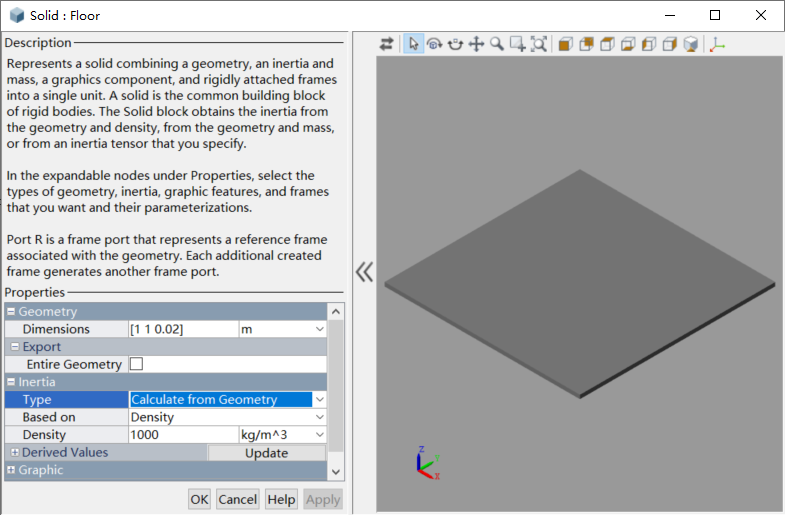 Solid : Floor
Description
Represents a solid combining a geometry, an inertia and
mass, a graphics component, and rigidly attached frames
into a single unit. A solid is the common building block
of rigid bodies. The Solid block obtains the inertia from
the geometry and density, from the geometry and mass,
or from an inertia tensor that you specify.
In the expandable nodes under Properties, select the
types of geometry, inertia, graphic features, and frames
that you want and their parameterizations.
Port R is a frame port that represents a reference frame
associated with the geometry. Each additional created
frame generates another frame port.
Properties
Geometry
Dimensions [1 1 0.02] m
Export
Entire Geometry
Inertia
Type Calculate from Geometry
Based on Density
Density 1000 kg/m^3
Derived Values Update
Graphic
OK Cancel Help Apply
Z
Y
X